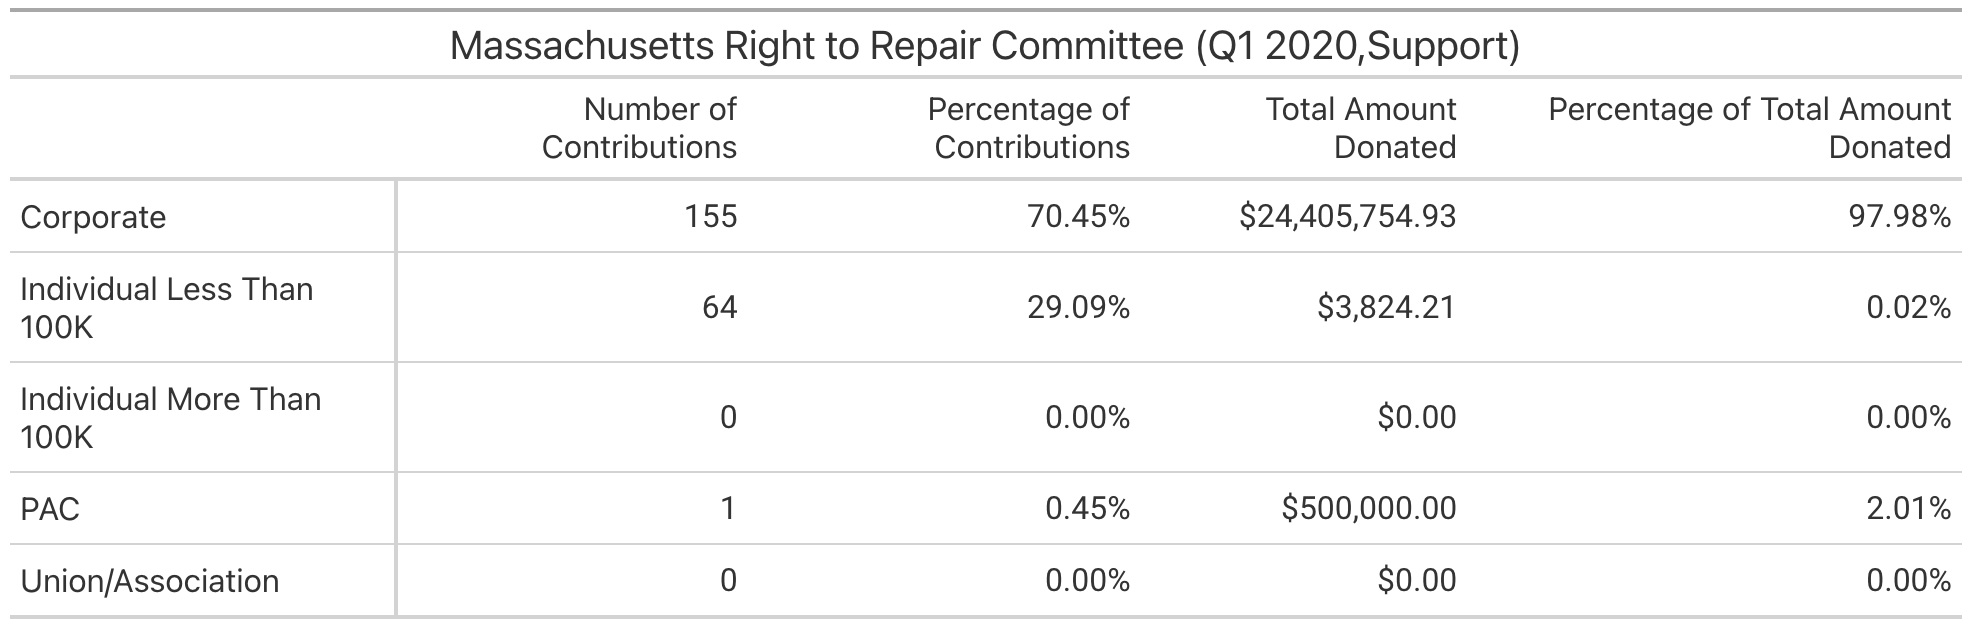 Massachusetts Right to Repair Committee (Q1 2020,Support)
Number of Contributions Percentage of Contributions Total Amount Donated Percentage of Total Amount Donated
Corporate 155 70.45% $24,405,754.93 97.98%
Individual Less Than 100K 64 29.09% $3,824.21 0.02%
Individual More Than 100K 0 0.00% $0.00 0.00%
PAC 1 0.45% $500,000.00 2.01%
Union/Association 0 0.00% $0.00 0.00%